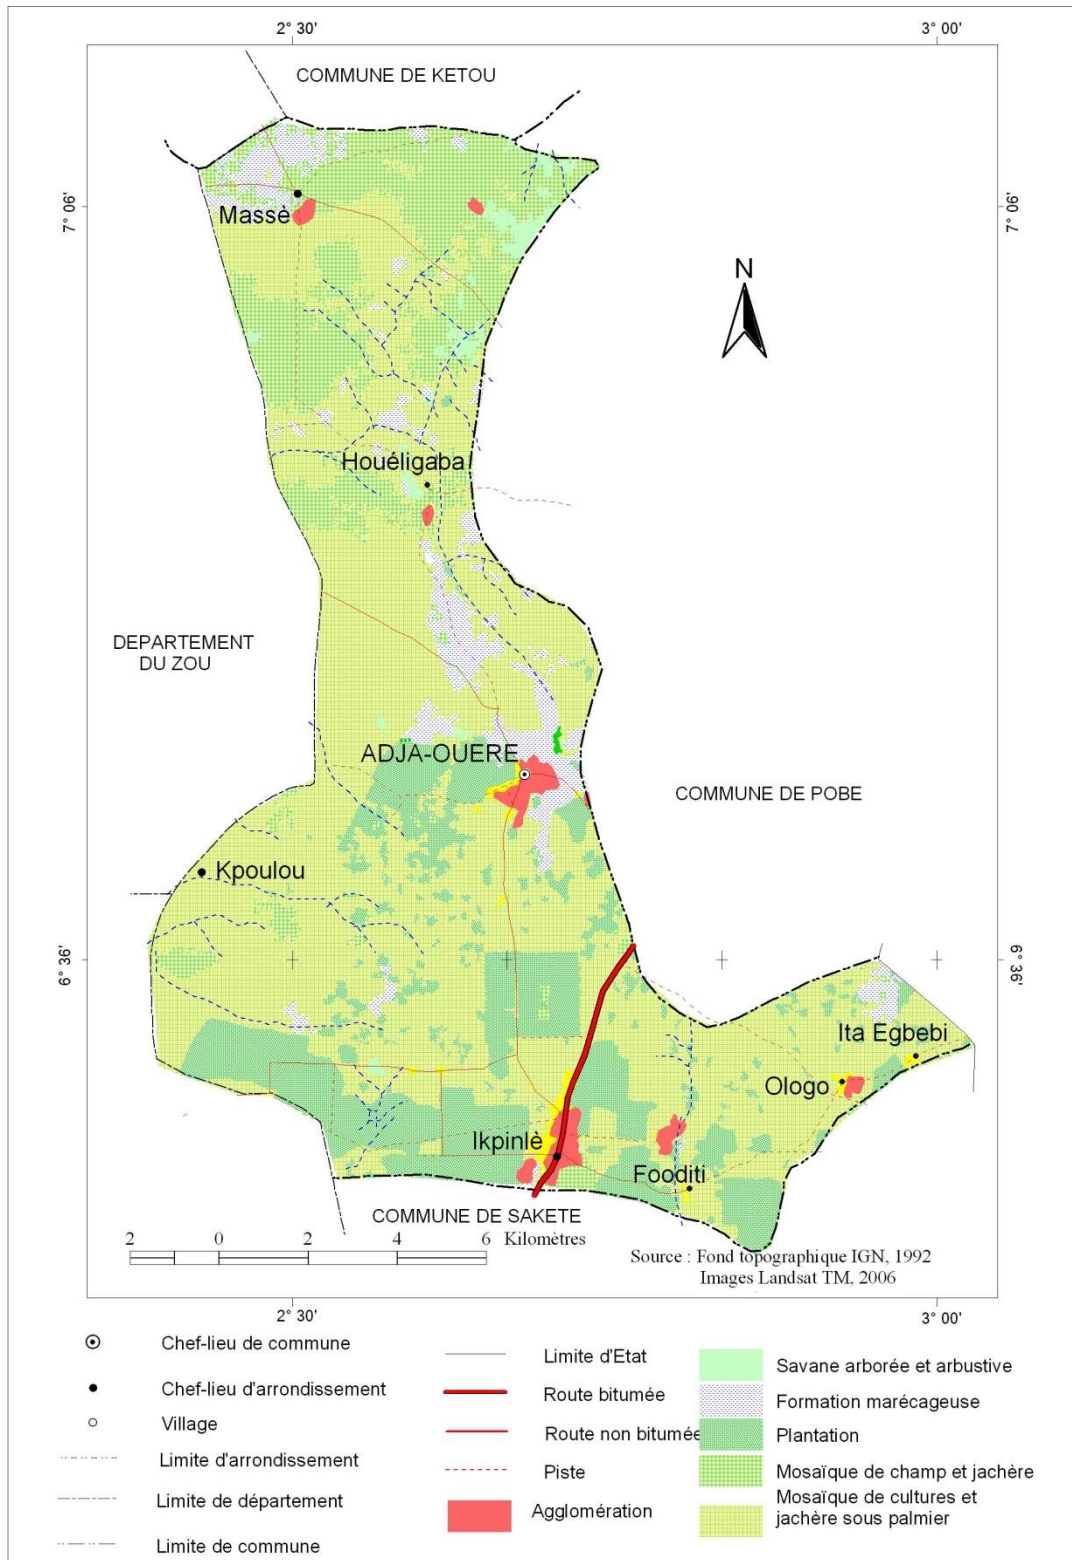 2° 30'
3° 00'
COMMUNE DE KETOU
Massè
7° 06'
7° 06'
N
Houéligaba
DEPARTEMENT
DU ZOU
ADJA-OUERE
COMMUNE DE POBE
Kpoulou
6° 36'
6° 36'
Ita Egbebi
Ologo
Ikpinlè
Fooditi
COMMUNE DE SAKETE
2 0 2 4 6 Kilomètres
Source : Fond topographique IGN, 1992
Images Landsat TM, 2006
2° 30'
3° 00'
Chef-lieu de commune
Chef-lieu d'arrondissement
Village
Limite d'arrondissement
Limite de département
Limite de commune
Limite d'Etat
Route bitumée
Route non bitumée
Piste
Agglomération
Savane arborée et arbustive
Formation marécageuse
Plantation
Mosaïque de champ et jachère
Mosaïque de cultures et
jachère sous palmier